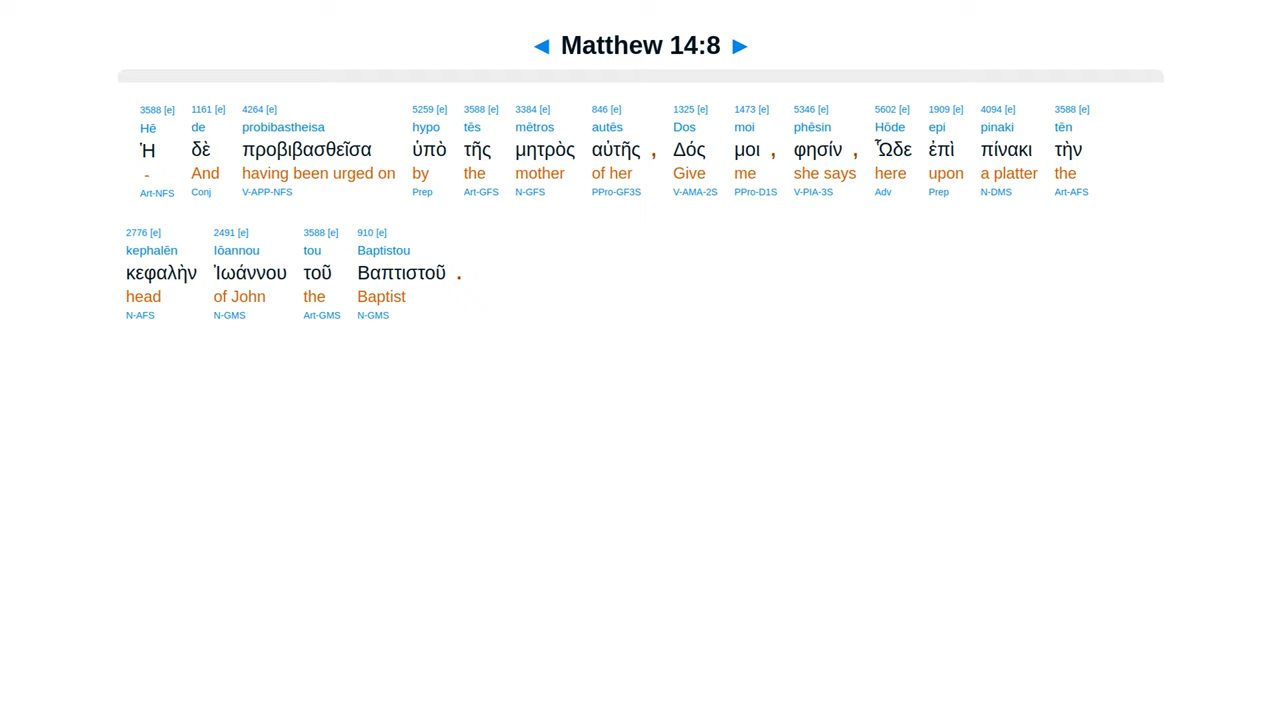 ◄ Matthew 14:8 ►
3588 [e] 1161 [e] 4264 [e] 5259 [e] 3588 [e] 3384 [e] 846 [e] 1325 [e] 1473 [e] 5346 [e] 5602 [e] 1909 [e] 4094 [e] 3588 [e]
Hē de probibastheisa hypo tēs mētros autēs Dos moi phēsin Hōde epi pinaki tēn
Ἡ δὲ προβιβασθεῖσα ὑπὸ τῆς μητρὸς αὐτῆς , Δός μοι , φησίν , Ὧδε ἐπὶ πίνακι τὴν
- And having been urged on by the mother of her Give me she says here upon a platter the
Art-NFS Conj V-APP-NFS Prep Art-GFS N-GFS PPro-GF3S V-AMA-2S PPro-D1S V-PIA-3S Adv Prep N-DMS Art-AFS
2776 [e] 2491 [e] 3588 [e] 910 [e]
kephalēn Iōannou tou Baptistou
κεφαλὴν Ἰωάννου τοῦ Βαπτιστοῦ .
head of John the Baptist
N-AFS N-GMS Art-GMS N-GMS